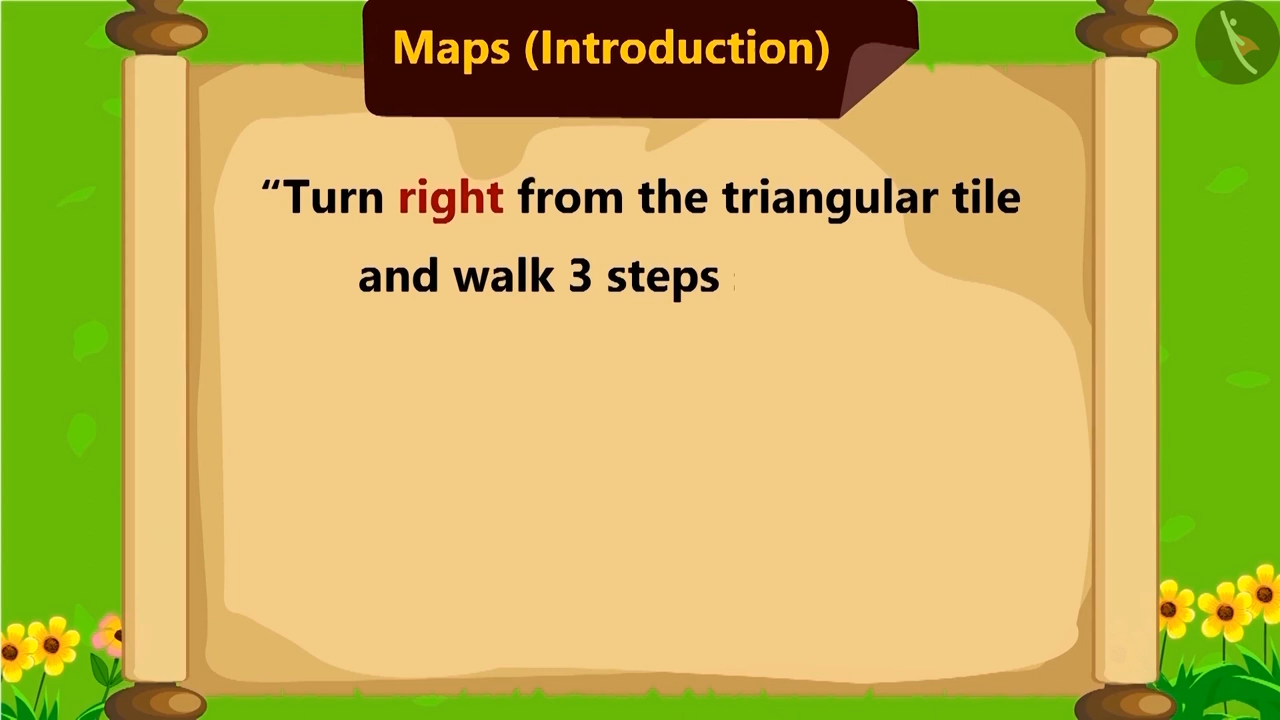 Maps (Introduction)
“Turn right from the triangular tile
and walk 3 steps